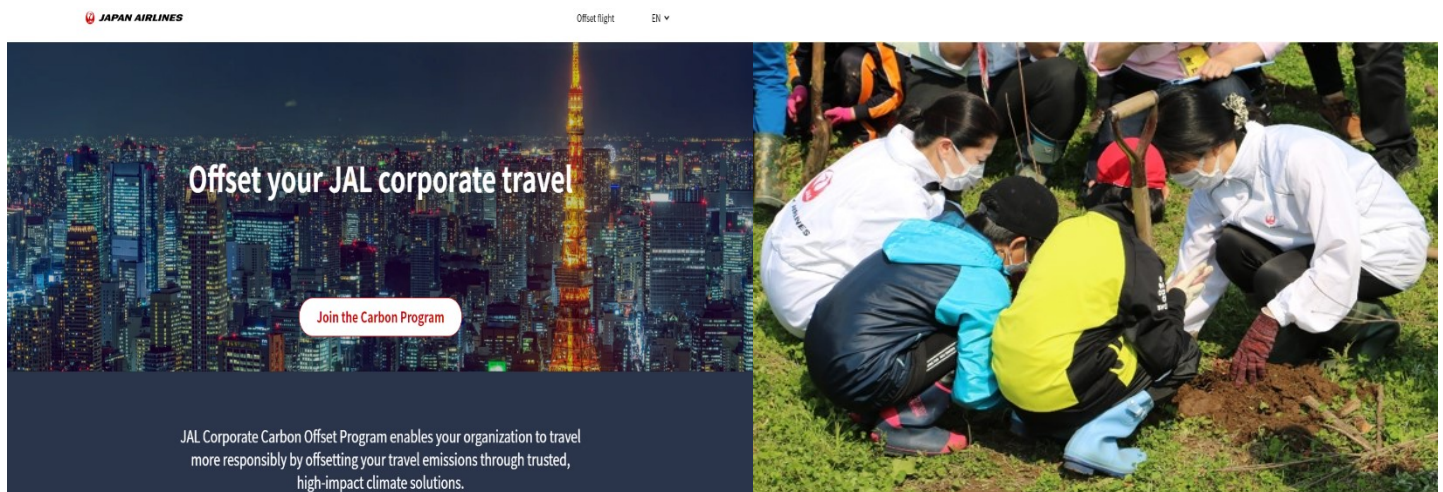 JAPAN AIRLINES
Offset flight
EN
Offset your JAL corporate travel
Join the Carbon Program
JAL Corporate Carbon Offset Program enables your organization to travel
more responsibly by offsetting your travel emissions through trusted,
high-impact climate solutions.